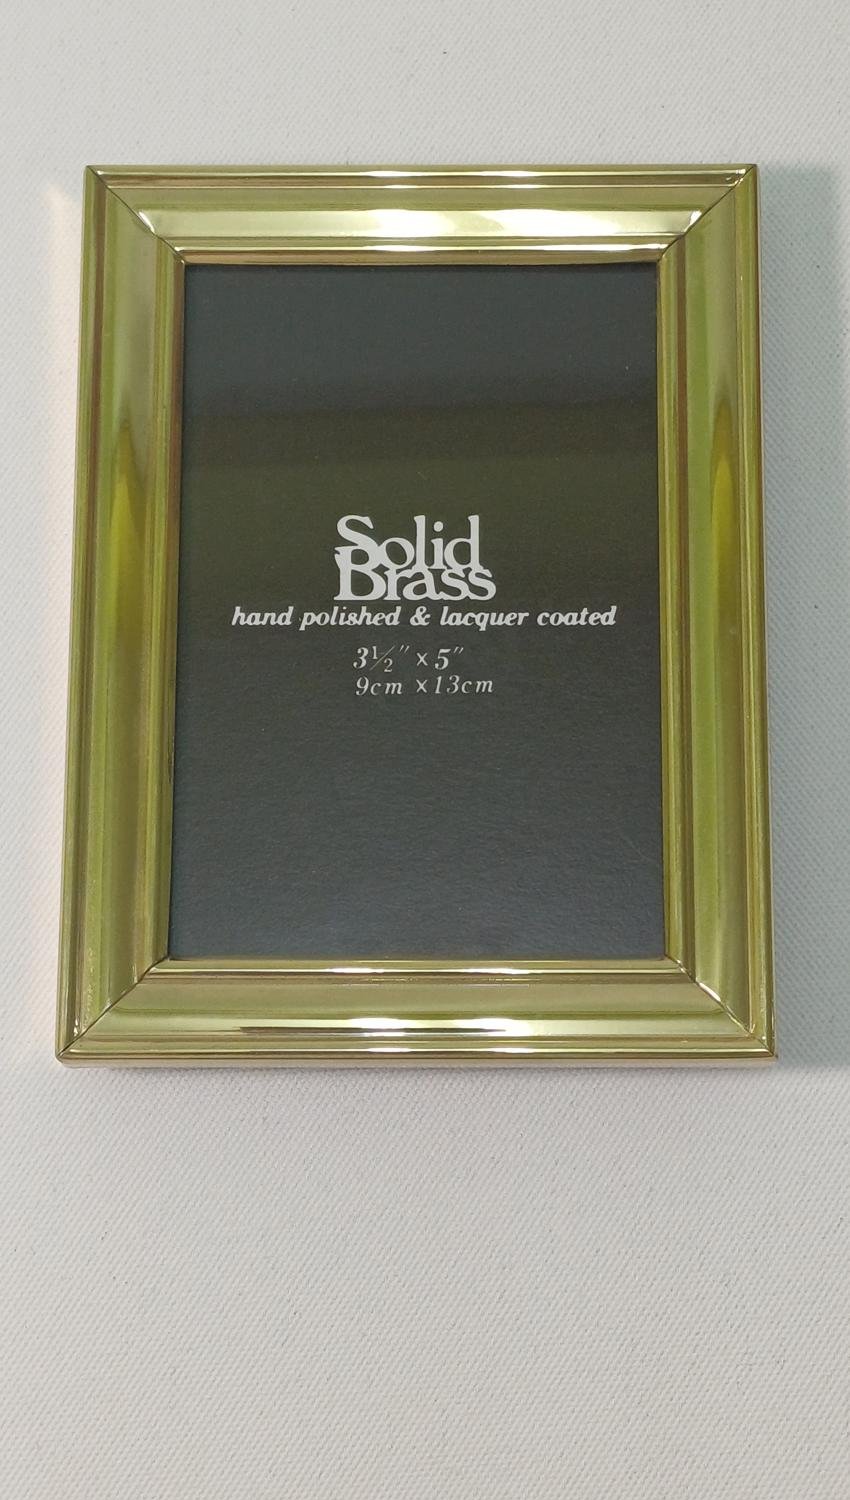 Solid
Brass
hand polished & lacquer coated
3½″ x 5″
9cm x 13cm